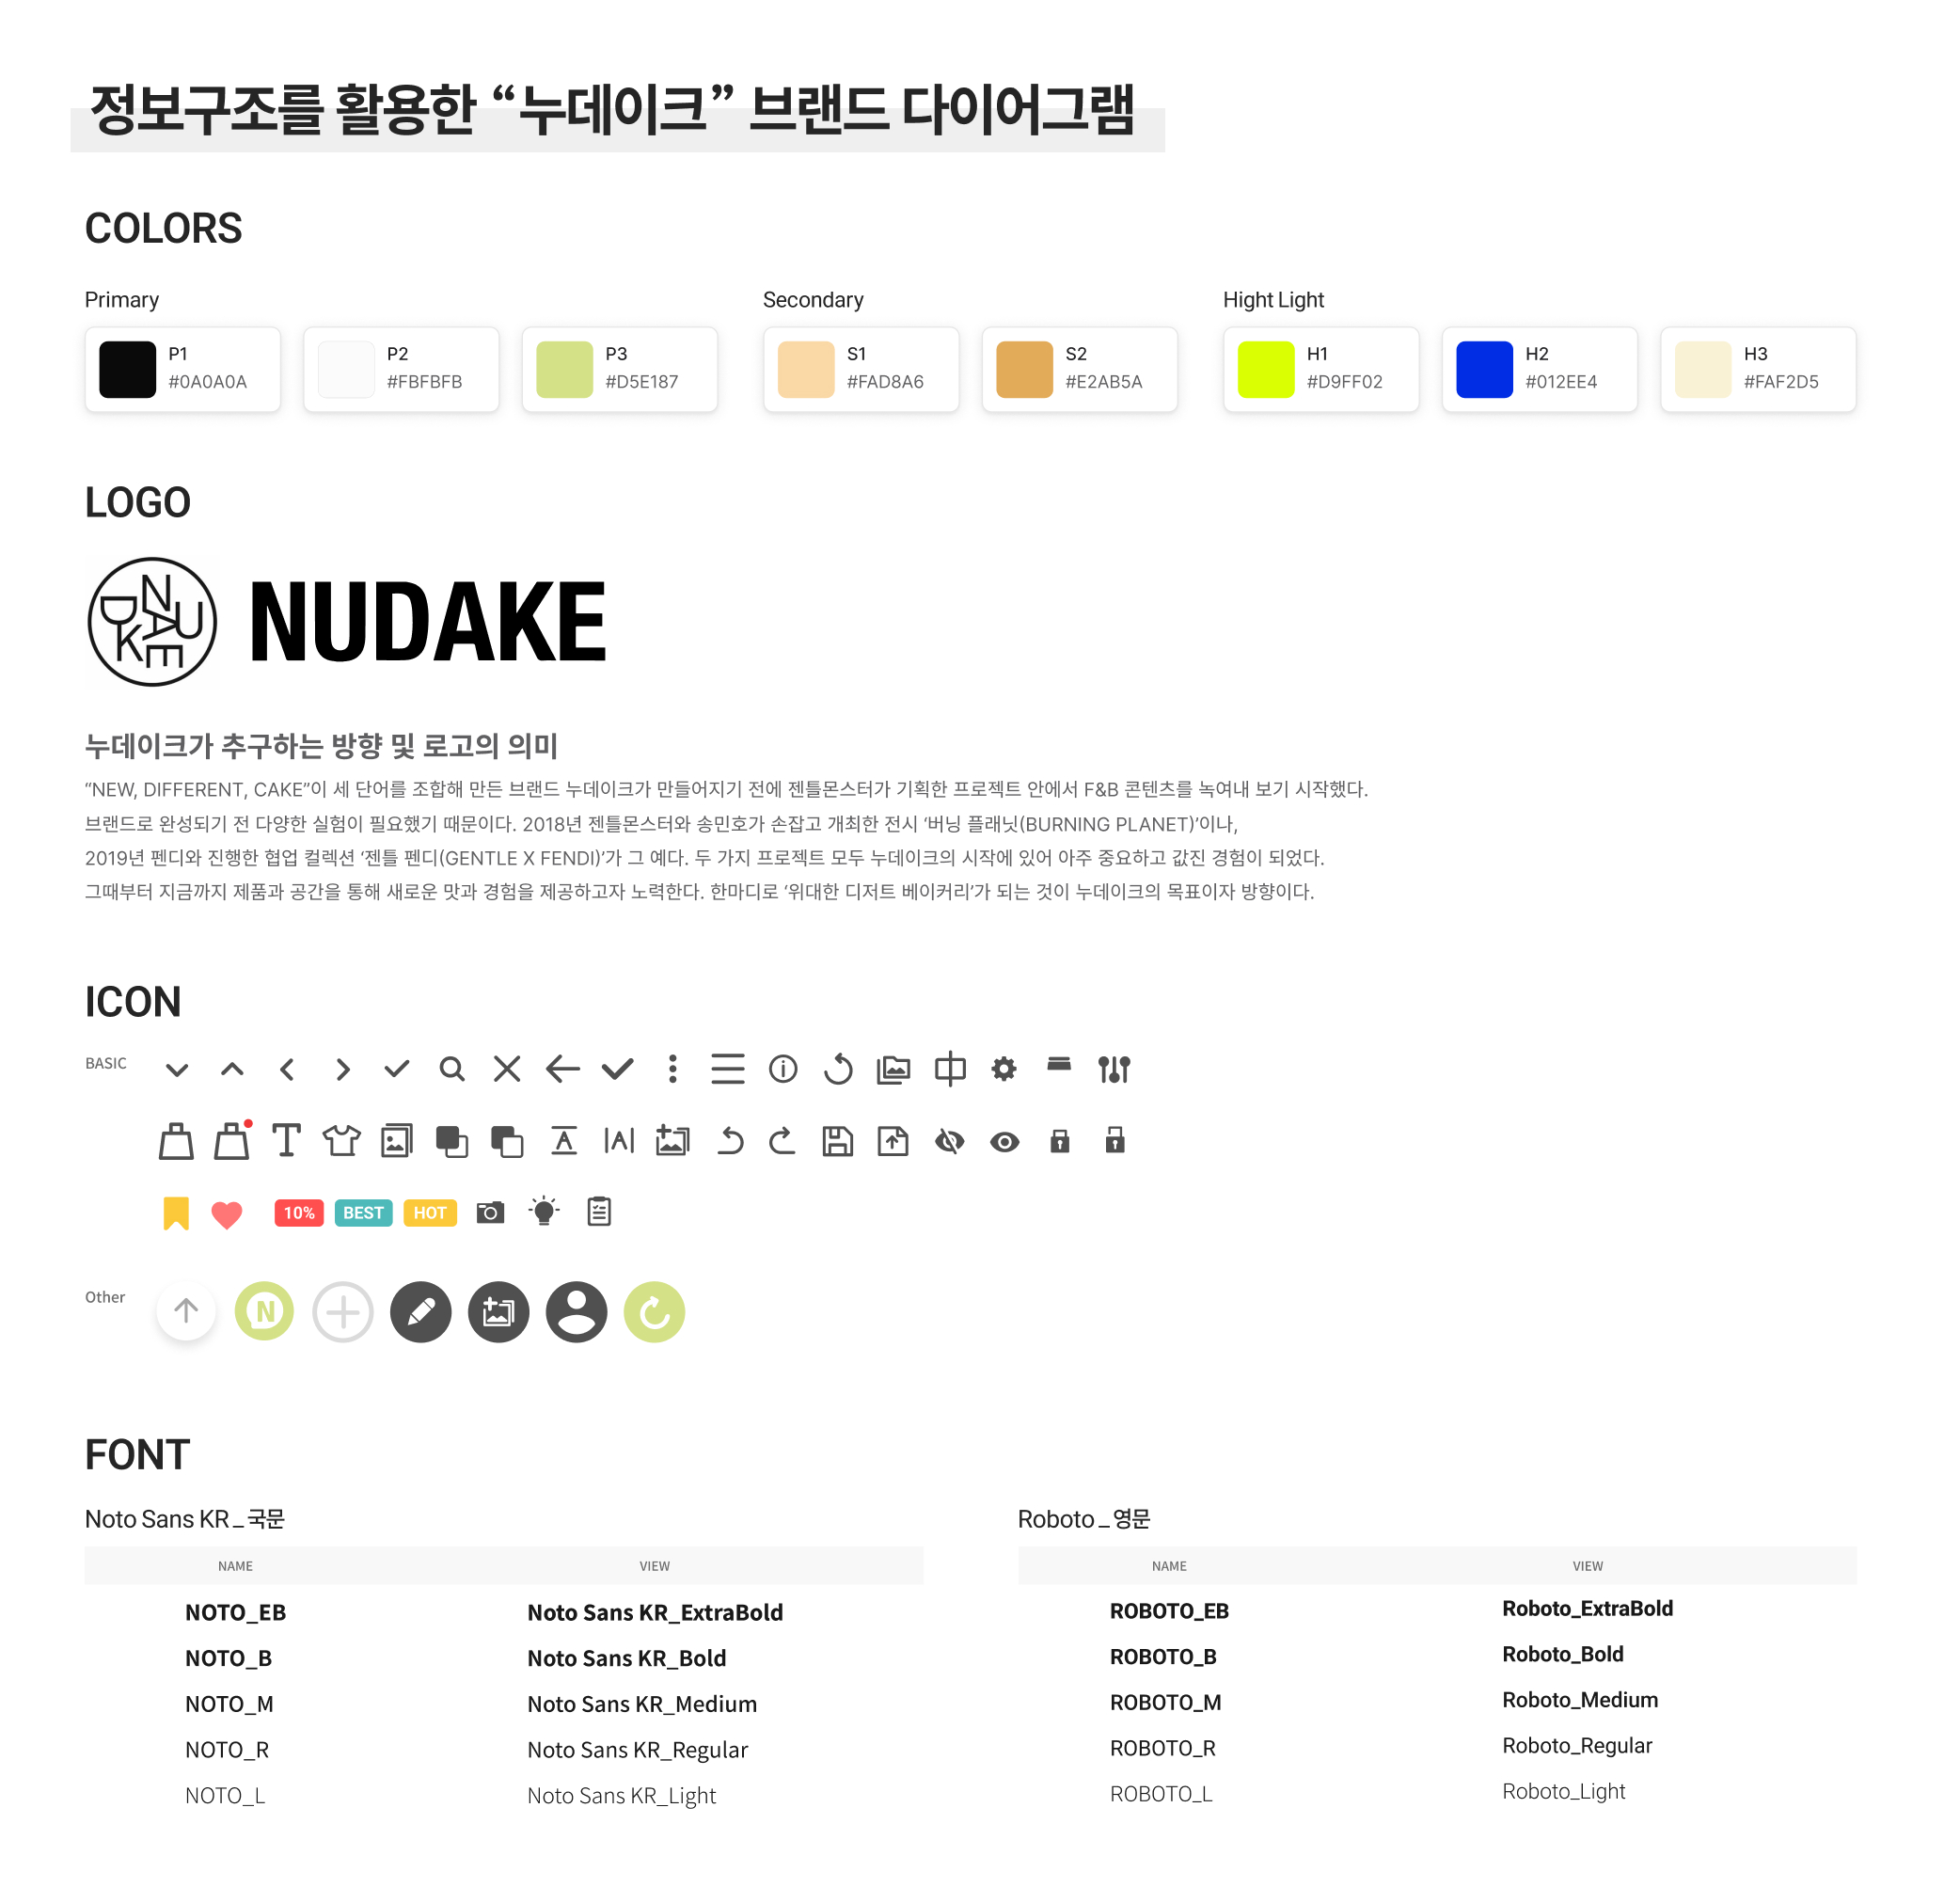 정보구조를 활용한 “누데이크” 브랜드 다이어그램
COLORS
Primary
P1
#0A0A0A
P2
#FBFBFB
P3
#D5E187
Secondary
S1
#FAD8A6
S2
#E2AB5A
Hight Light
H1
#D9FF02
H2
#012EE4
H3
#FAF2D5
LOGO
NUDAKE
NUDAKE
누데이크가 추구하는 방향 및 로고의 의미
“NEW, DIFFERENT, CAKE”이 세 단어를 조합해 만든 브랜드 누데이크가 만들어지기 전에 젠틀몬스터가 기획한 프로젝트 안에서 F&B 콘텐츠를 녹여내 보기 시작했다.
브랜드로 완성되기 전 다양한 실험이 필요했기 때문이다. 2018년 젠틀몬스터와 송민호가 손잡고 개최한 전시 ‘버닝 플래닛(BURNING PLANET)’이나,
2019년 펜디와 진행한 협업 컬렉션 ‘젠틀 펜디(GENTLE X FENDI)’가 그 예다. 두 가지 프로젝트 모두 누데이크의 시작에 있어 아주 중요하고 값진 경험이 되었다.
그때부터 지금까지 제품과 공간을 통해 새로운 맛과 경험을 제공하고자 노력한다. 한마디로 ‘위대한 디저트 베이커리’가 되는 것이 누데이크의 목표이자 방향이다.
ICON
BASIC
T
A
|A|
10%
BEST
HOT
Other
N
FONT
Noto Sans KR _ 국문
NAME
VIEW
NOTO_EB
Noto Sans KR_ExtraBold
NOTO_B
Noto Sans KR_Bold
NOTO_M
Noto Sans KR_Medium
NOTO_R
Noto Sans KR_Regular
NOTO_L
Noto Sans KR_Light
Roboto _ 영문
NAME
VIEW
ROBOTO_EB
Roboto_ExtraBold
ROBOTO_B
Roboto_Bold
ROBOTO_M
Roboto_Medium
ROBOTO_R
Roboto_Regular
ROBOTO_L
Roboto_Light